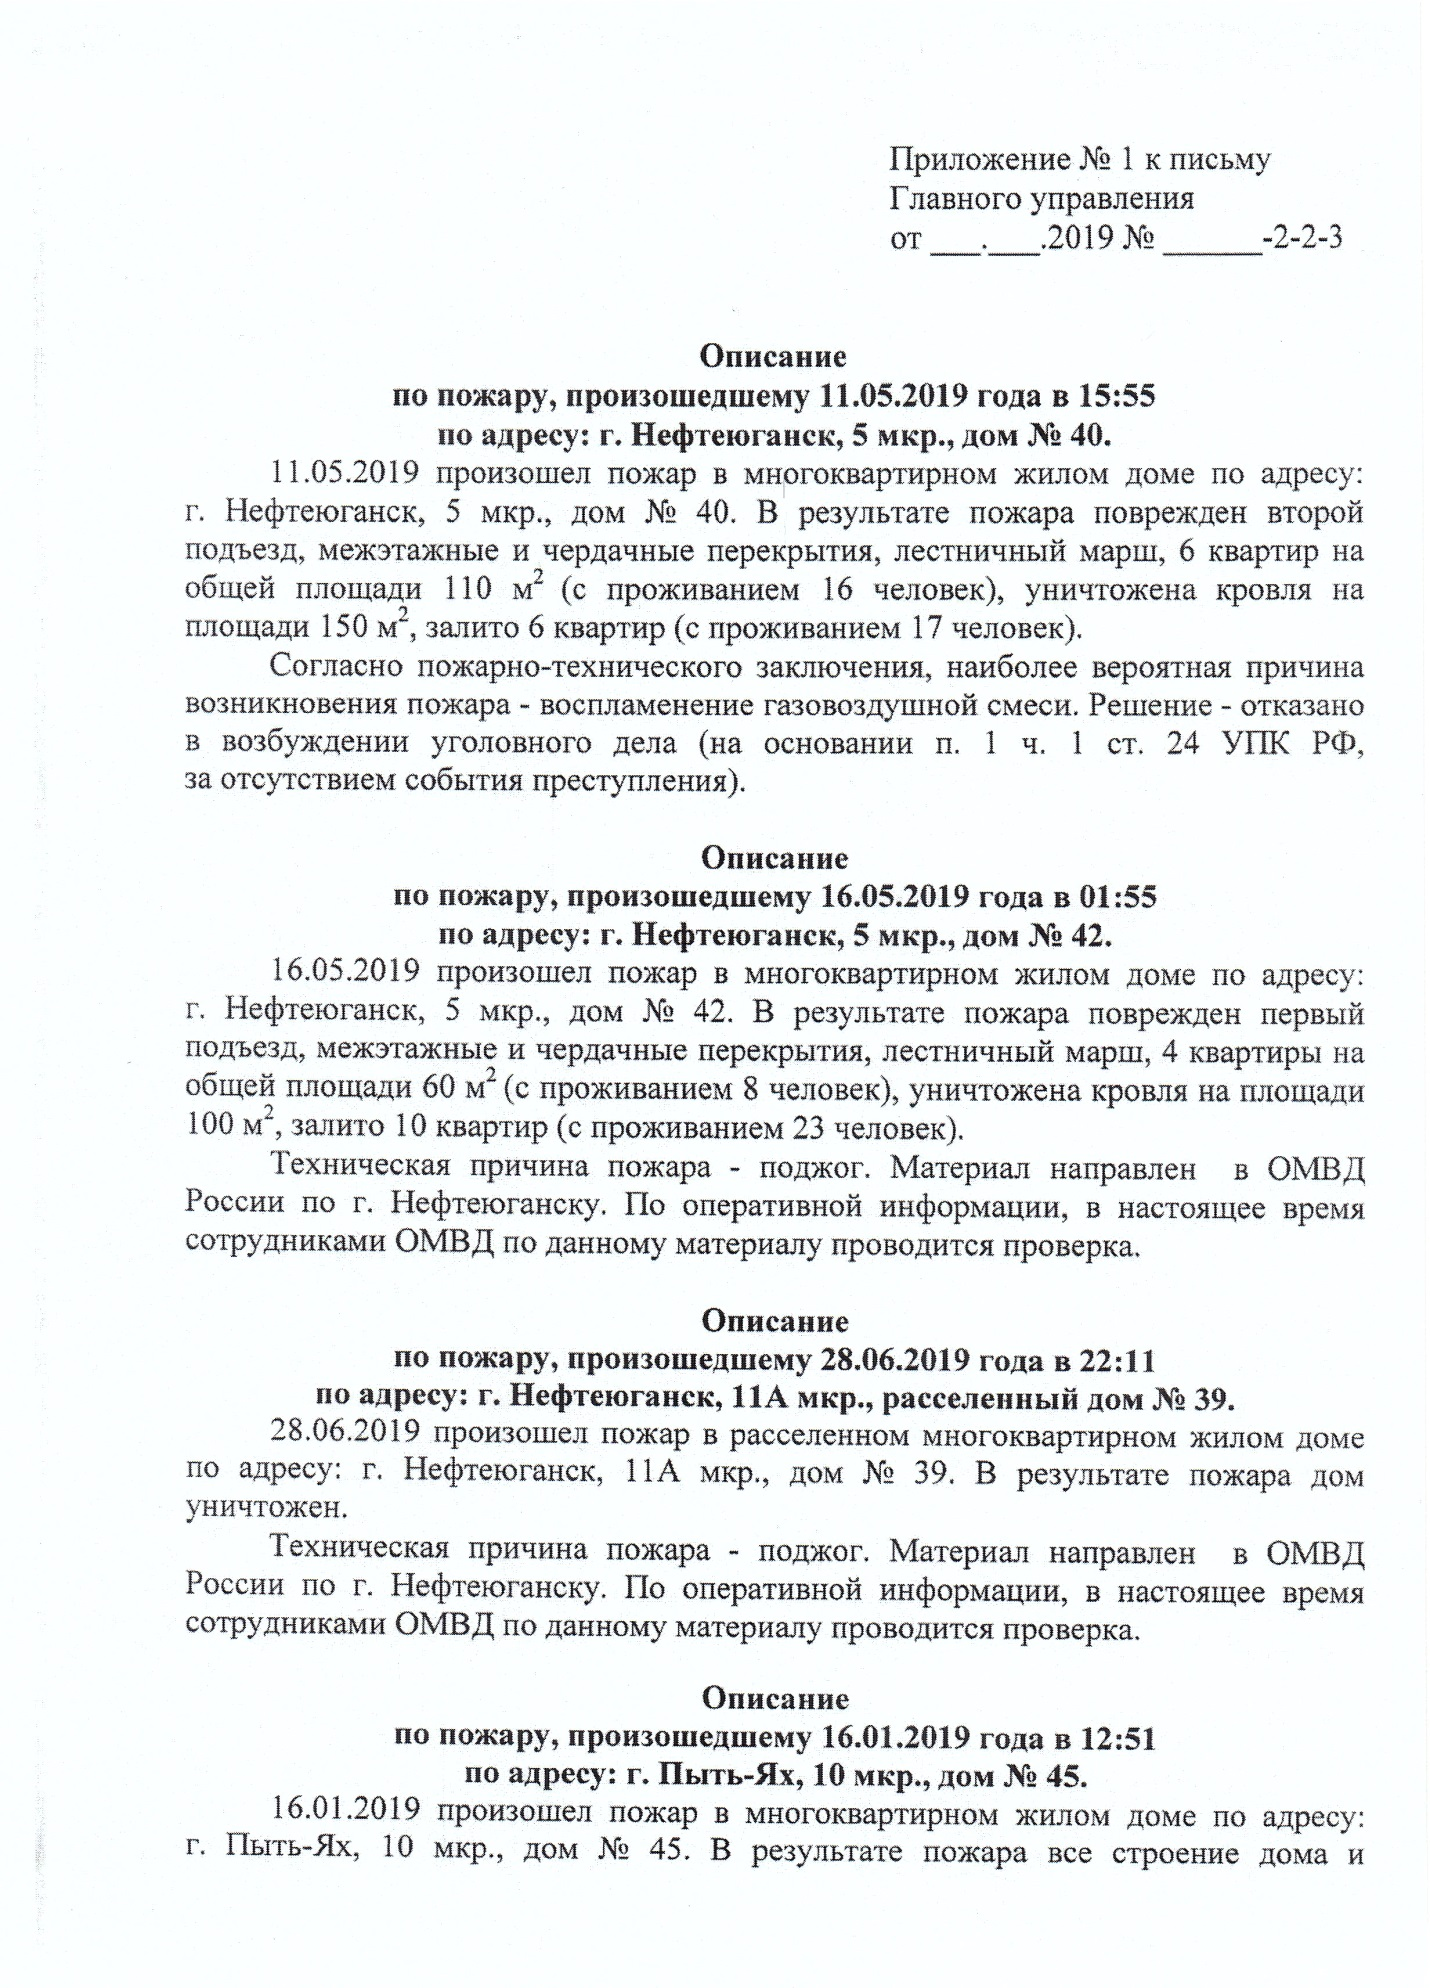 Приложение № 1 к письму
Главного управления
от ___.___.2019 № ______-2-2-3
Описание
по пожару, произошедшему 11.05.2019 года в 15:55
по адресу: г. Нефтеюганск, 5 мкр., дом № 40.
11.05.2019 произошел пожар в многоквартирном жилом доме по адресу:
г. Нефтеюганск, 5 мкр., дом № 40. В результате пожара поврежден второй
подъезд, межэтажные и чердачные перекрытия, лестничный марш, 6 квартир на
общей площади 110 м² (с проживанием 16 человек), уничтожена кровля на
площади 150 м², залито 6 квартир (с проживанием 17 человек).
Согласно пожарно-технического заключения, наиболее вероятная причина
возникновения пожара - воспламенение газовоздушной смеси. Решение - отказано
в возбуждении уголовного дела (на основании п. 1 ч. 1 ст. 24 УПК РФ,
за отсутствием события преступления).
Описание
по пожару, произошедшему 16.05.2019 года в 01:55
по адресу: г. Нефтеюганск, 5 мкр., дом № 42.
16.05.2019 произошел пожар в многоквартирном жилом доме по адресу:
г. Нефтеюганск, 5 мкр., дом № 42. В результате пожара поврежден первый
подъезд, межэтажные и чердачные перекрытия, лестничный марш, 4 квартиры на
общей площади 60 м² (с проживанием 8 человек), уничтожена кровля на площади
100 м², залито 10 квартир (с проживанием 23 человек).
Техническая причина пожара - поджог. Материал направлен в ОМВД
России по г. Нефтеюганску. По оперативной информации, в настоящее время
сотрудниками ОМВД по данному материалу проводится проверка.
Описание
по пожару, произошедшему 28.06.2019 года в 22:11
по адресу: г. Нефтеюганск, 11А мкр., расселенный дом № 39.
28.06.2019 произошел пожар в расселенном многоквартирном жилом доме
по адресу: г. Нефтеюганск, 11А мкр., дом № 39. В результате пожара дом
уничтожен.
Техническая причина пожара - поджог. Материал направлен в ОМВД
России по г. Нефтеюганску. По оперативной информации, в настоящее время
сотрудниками ОМВД по данному материалу проводится проверка.
Описание
по пожару, произошедшему 16.01.2019 года в 12:51
по адресу: г. Пыть-Ях, 10 мкр., дом № 45.
16.01.2019 произошел пожар в многоквартирном жилом доме по адресу:
г. Пыть-Ях, 10 мкр., дом № 45. В результате пожара все строение дома и